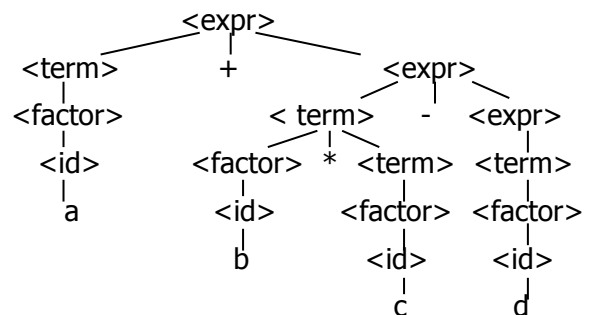 <expr>
<term> + <expr>
<factor> < term> - <expr>
<id> <factor> * <term> <term>
a <id> <factor> <factor>
b <id> <id>
c d